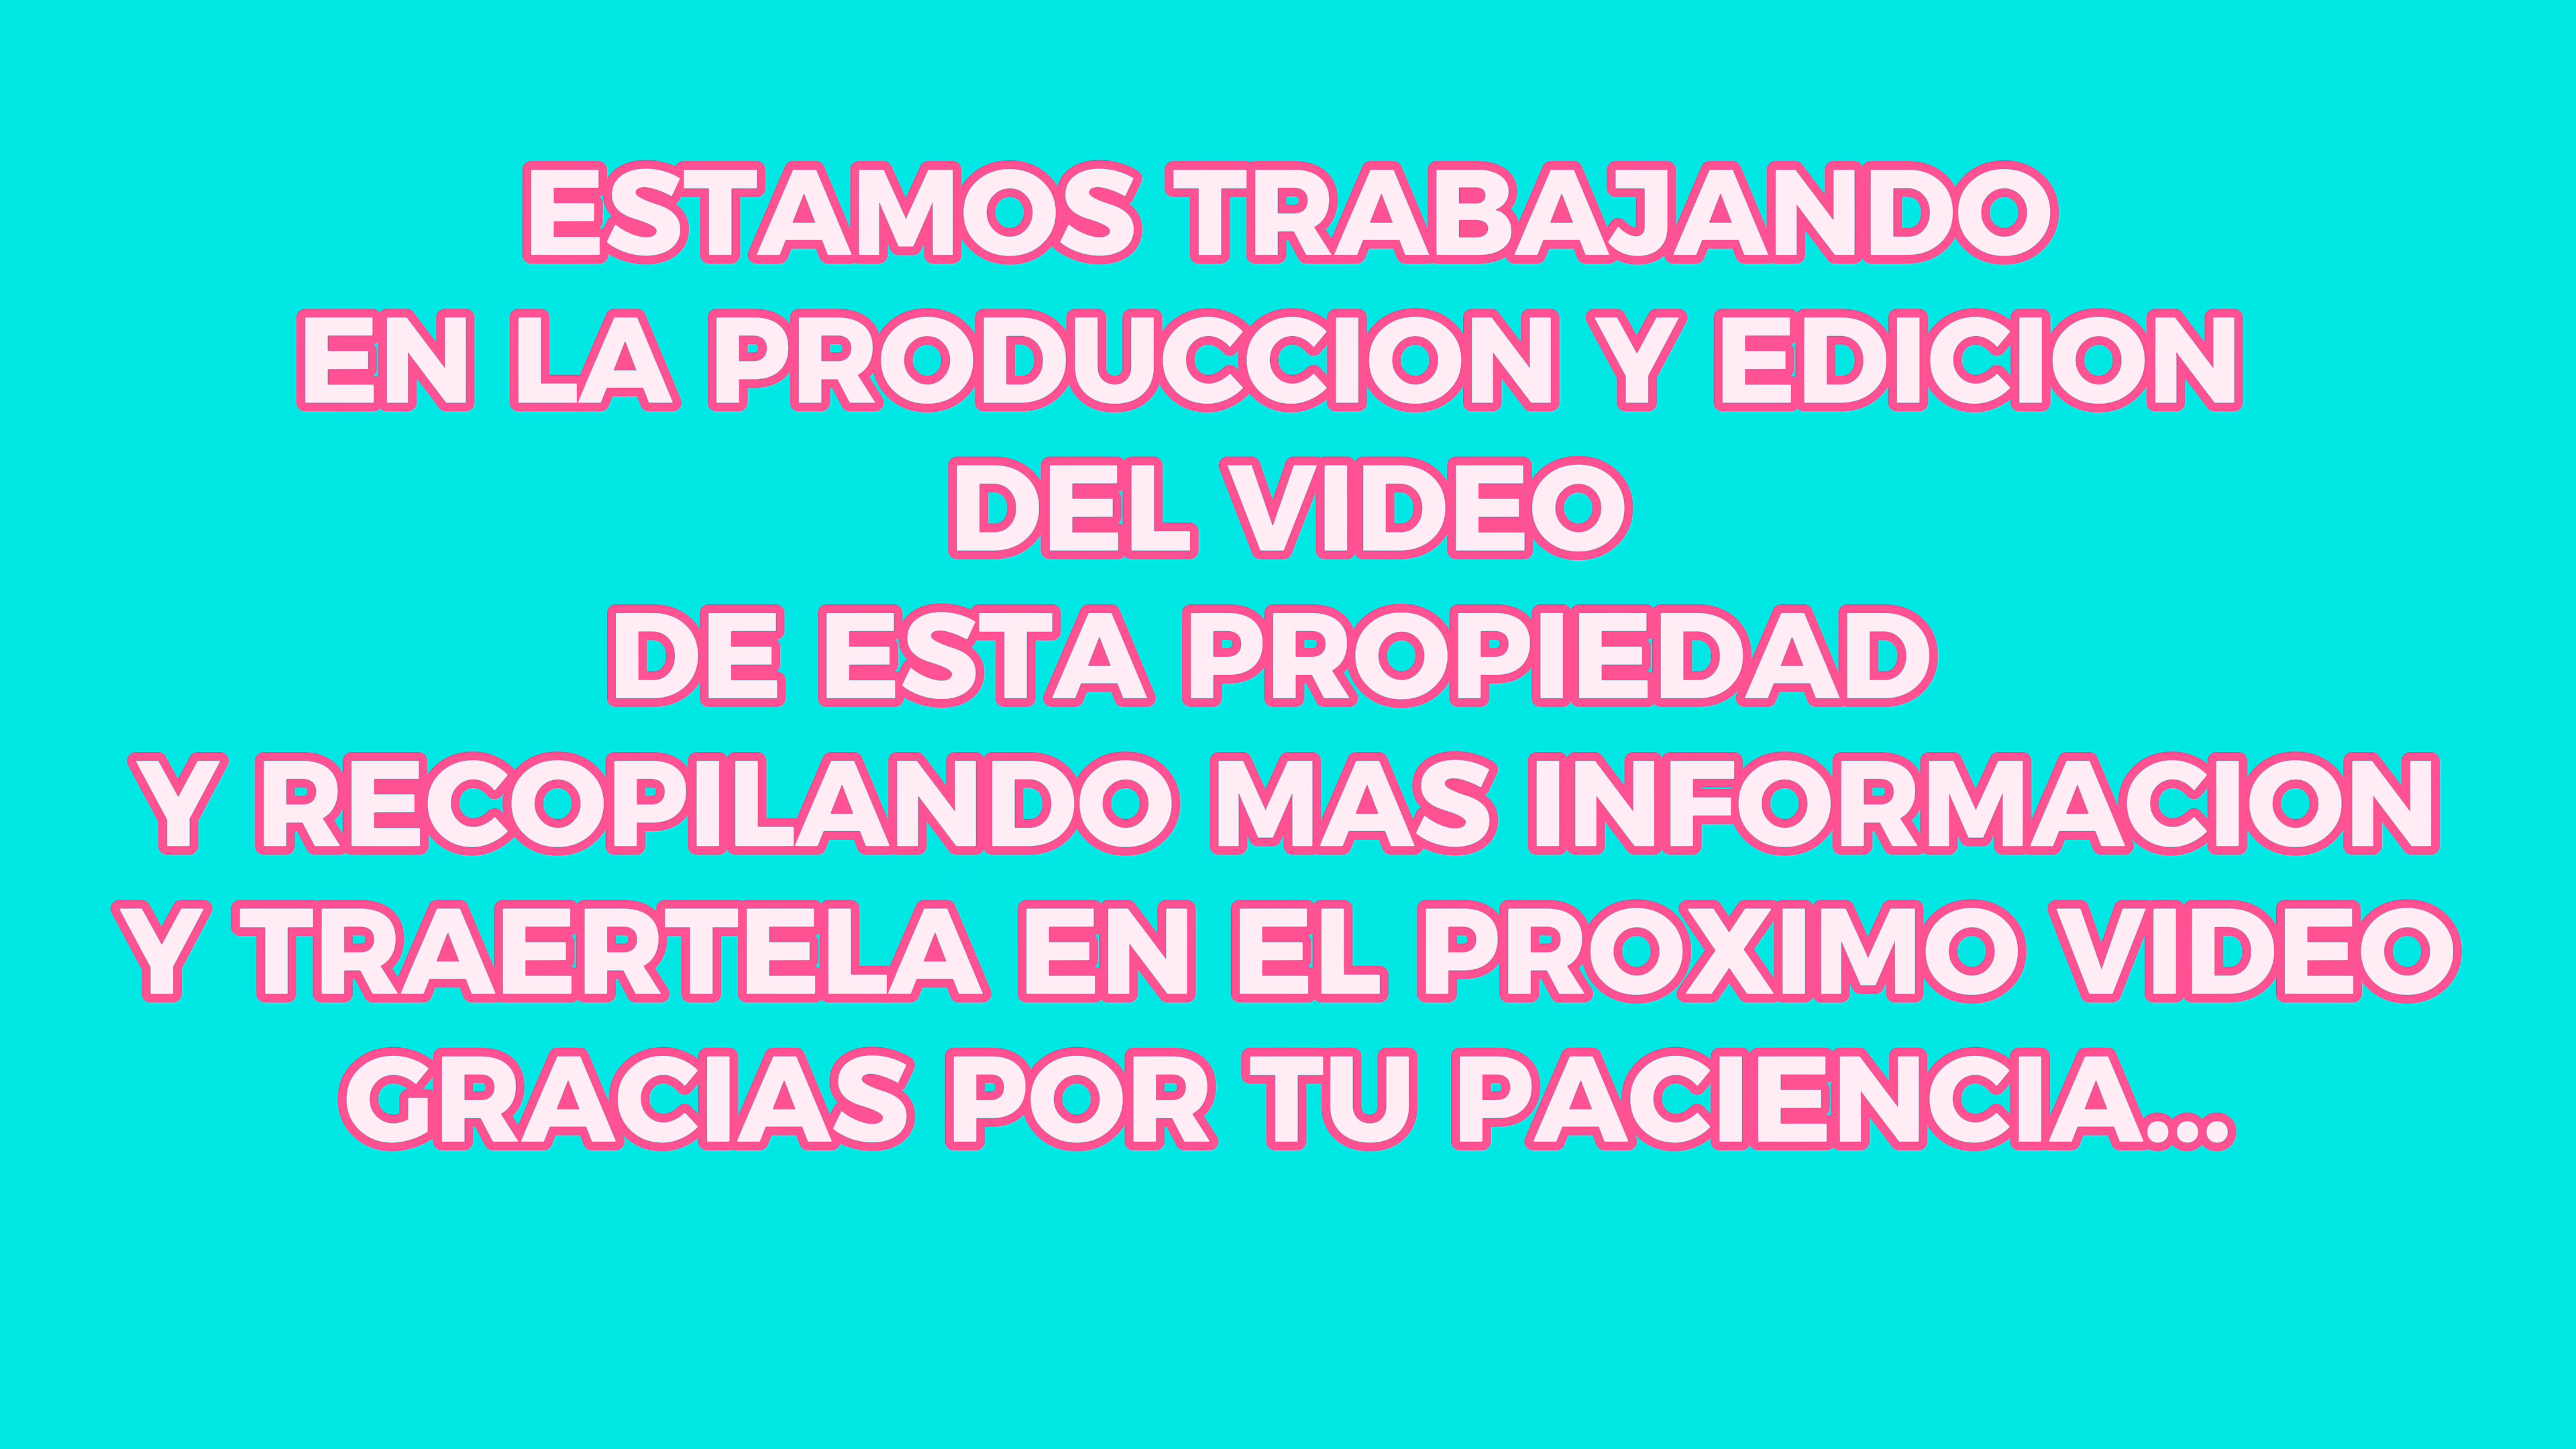 ESTAMOS TRABAJANDO
EN LA PRODUCCION Y EDICION
DEL VIDEO
DE ESTA PROPIEDAD
Y RECOPILANDO MAS INFORMACION
Y TRAERTELA EN EL PROXIMO VIDEO
GRACIAS POR TU PACIENCIA...